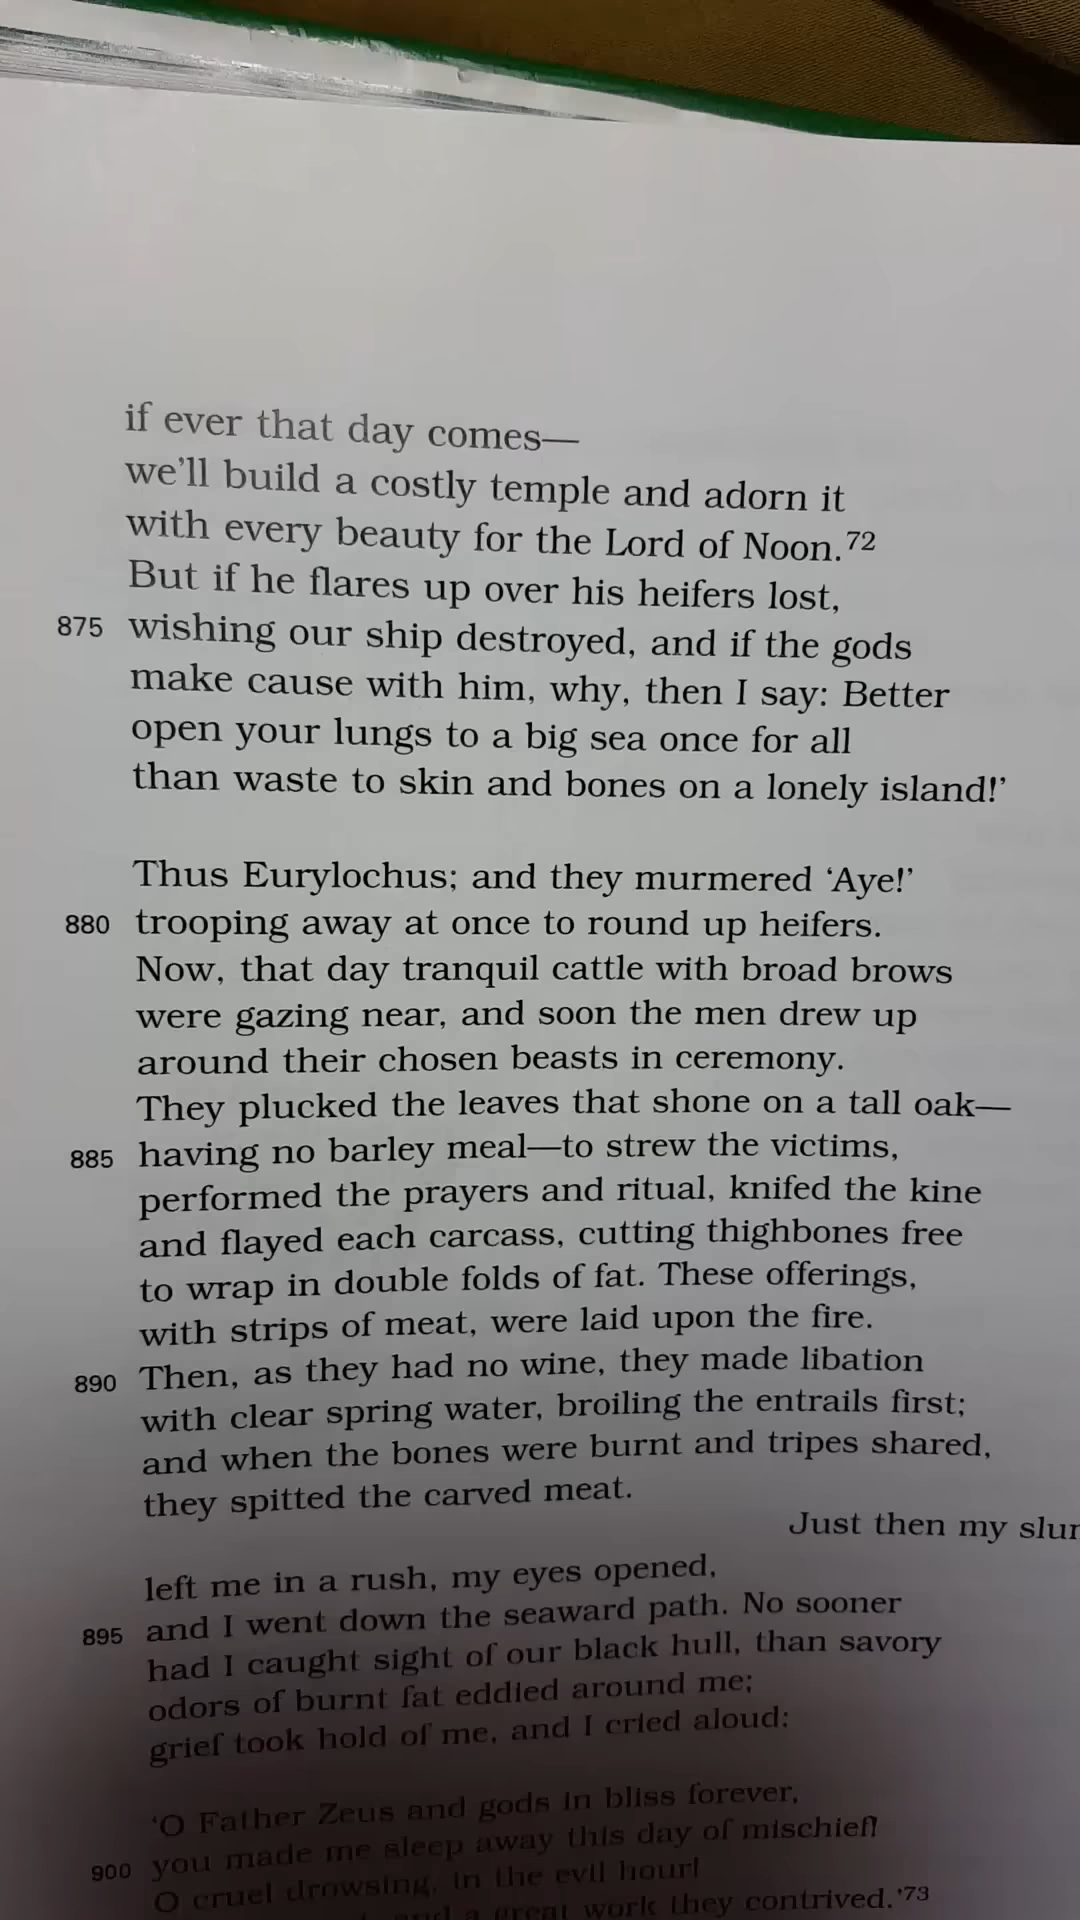 if ever that day comes—
we'll build a costly temple and adorn it
with every beauty for the Lord of Noon.72
But if he flares up over his heifers lost,
875 wishing our ship destroyed, and if the gods
make cause with him, why, then I say: Better
open your lungs to a big sea once for all
than waste to skin and bones on a lonely island!'
Thus Eurylochus; and they murmered 'Aye!'
880 trooping away at once to round up heifers.
Now, that day tranquil cattle with broad brows
were gazing near, and soon the men drew up
around their chosen beasts in ceremony.
They plucked the leaves that shone on a tall oak—
885 having no barley meal—to strew the victims,
performed the prayers and ritual, knifed the kine
and flayed each carcass, cutting thighbones free
to wrap in double folds of fat. These offerings,
with strips of meat, were laid upon the fire.
890 Then, as they had no wine, they made libation
with clear spring water, broiling the entrails first;
and when the bones were burnt and tripes shared,
they spitted the carved meat.
Just then my
left me in a rush, my eyes opened,
895 and I went down the seaward path. No sooner
had I caught sight of our black hull, than savory
odors of burnt fat eddied around me;
grief took hold of me, and I cried aloud:
'O Father Zeus and gods in bliss forever,
900 you made me sleep away this day of mischief!
O cruel drowsing, in the evil hour!
and a great work they contrived.'73